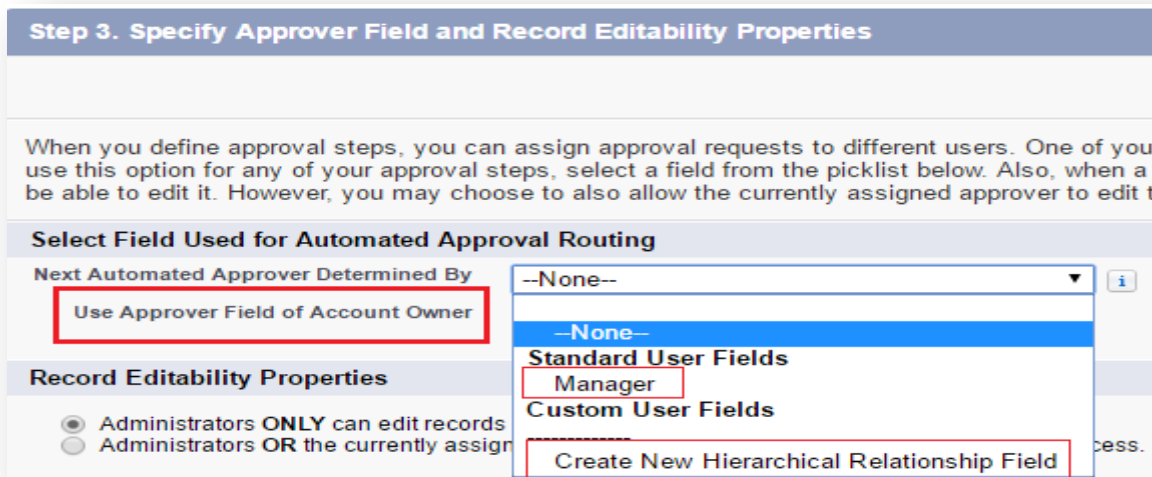 Step 3. Specify Approver Field and Record Editability Properties
When you define approval steps, you can assign approval requests to different users. One of you
use this option for any of your approval steps, select a field from the picklist below. Also, when a
be able to edit it. However, you may choose to also allow the currently assigned approver to edit t
Select Field Used for Automated Approval Routing
Next Automated Approver Determined By
--None--
Use Approver Field of Account Owner
--None--
Standard User Fields
Manager
Record Editability Properties
Custom User Fields
Administrators ONLY can edit records
-------------
Administrators OR the currently assign
cess.
Create New Hierarchical Relationship Field